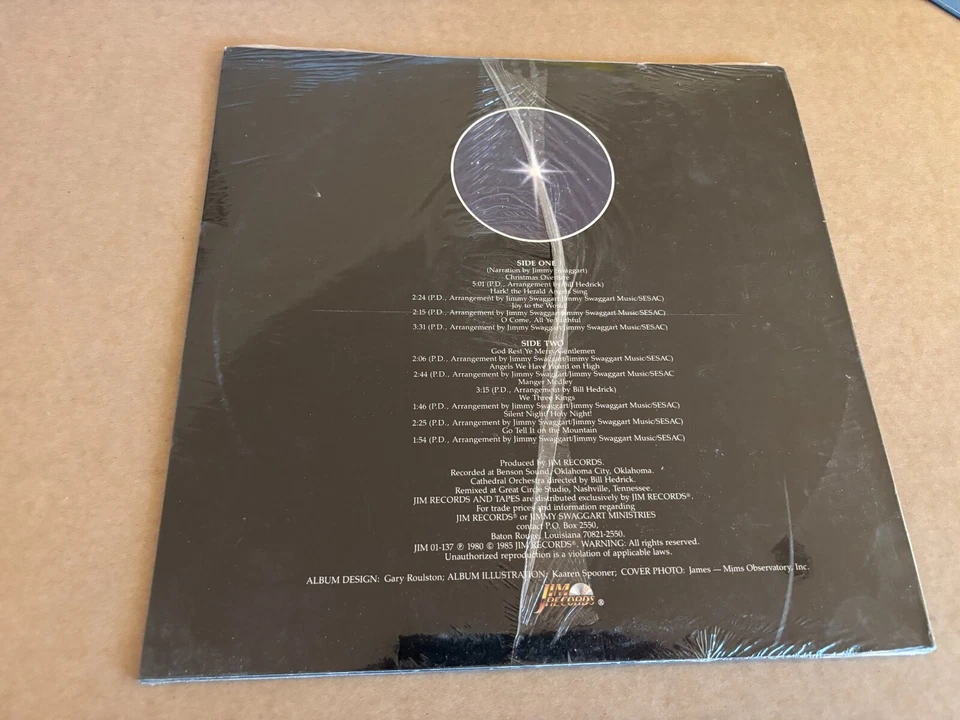 SIDE ONE
(Narration by Jimmy Swaggart)
Christmas Overture
5:01 (P.D., Arrangement by Bill Hedrick)
Hark! the Herald Angels Sing
2:24 (P.D., Arrangement by Jimmy Swaggart/Jimmy Swaggart Music/SESAC)
Joy to the World
2:15 (P.D., Arrangement by Jimmy Swaggart/Jimmy Swaggart Music/SESAC)
O Come, All Ye Faithful
3:31 (P.D., Arrangement by Jimmy Swaggart/Jimmy Swaggart Music/SESAC)
SIDE TWO
God Rest Ye Merry Gentlemen
2:06 (P.D., Arrangement by Jimmy Swaggart/Jimmy Swaggart Music/SESAC)
Angels We Have Heard on High
2:44 (P.D., Arrangement by Jimmy Swaggart/Jimmy Swaggart Music/SESAC
Manger Medley
3:15 (P.D., Arrangement by Bill Hedrick)
We Three Kings
1:46 (P.D., Arrangement by Jimmy Swaggart/Jimmy Swaggart Music/SESAC)
Silent Night! Holy Night!
2:25 (P.D., Arrangement by Jimmy Swaggart/Jimmy Swaggart Music/SESAC)
Go Tell It on the Mountain
1:54 (P.D., Arrangement by Jimmy Swaggart/Jimmy Swaggart Music/SESAC)
Produced by JIM RECORDS.
Recorded at Benson Sound, Oklahoma City, Oklahoma.
Cathedral Orchestra directed by Bill Hedrick.
Remixed at Great Circle Studio, Nashville, Tennessee.
JIM RECORDS AND TAPES are distributed exclusively by JIM RECORDS®.
For trade prices and information regarding
JIM RECORDS® or JIMMY SWAGGART MINISTRIES
contact P.O. Box 2550,
Baton Rouge, Louisiana 70821-2550.
JIM 01-137 ℗ 1980 © 1985 JIM RECORDS®. WARNING: All rights reserved.
Unauthorized reproduction is a violation of applicable laws.
ALBUM DESIGN: Gary Roulston; ALBUM ILLUSTRATION: Kaaren Spooner; COVER PHOTO: James — Mims Observatory, Inc.
JIM
RECORDS ®